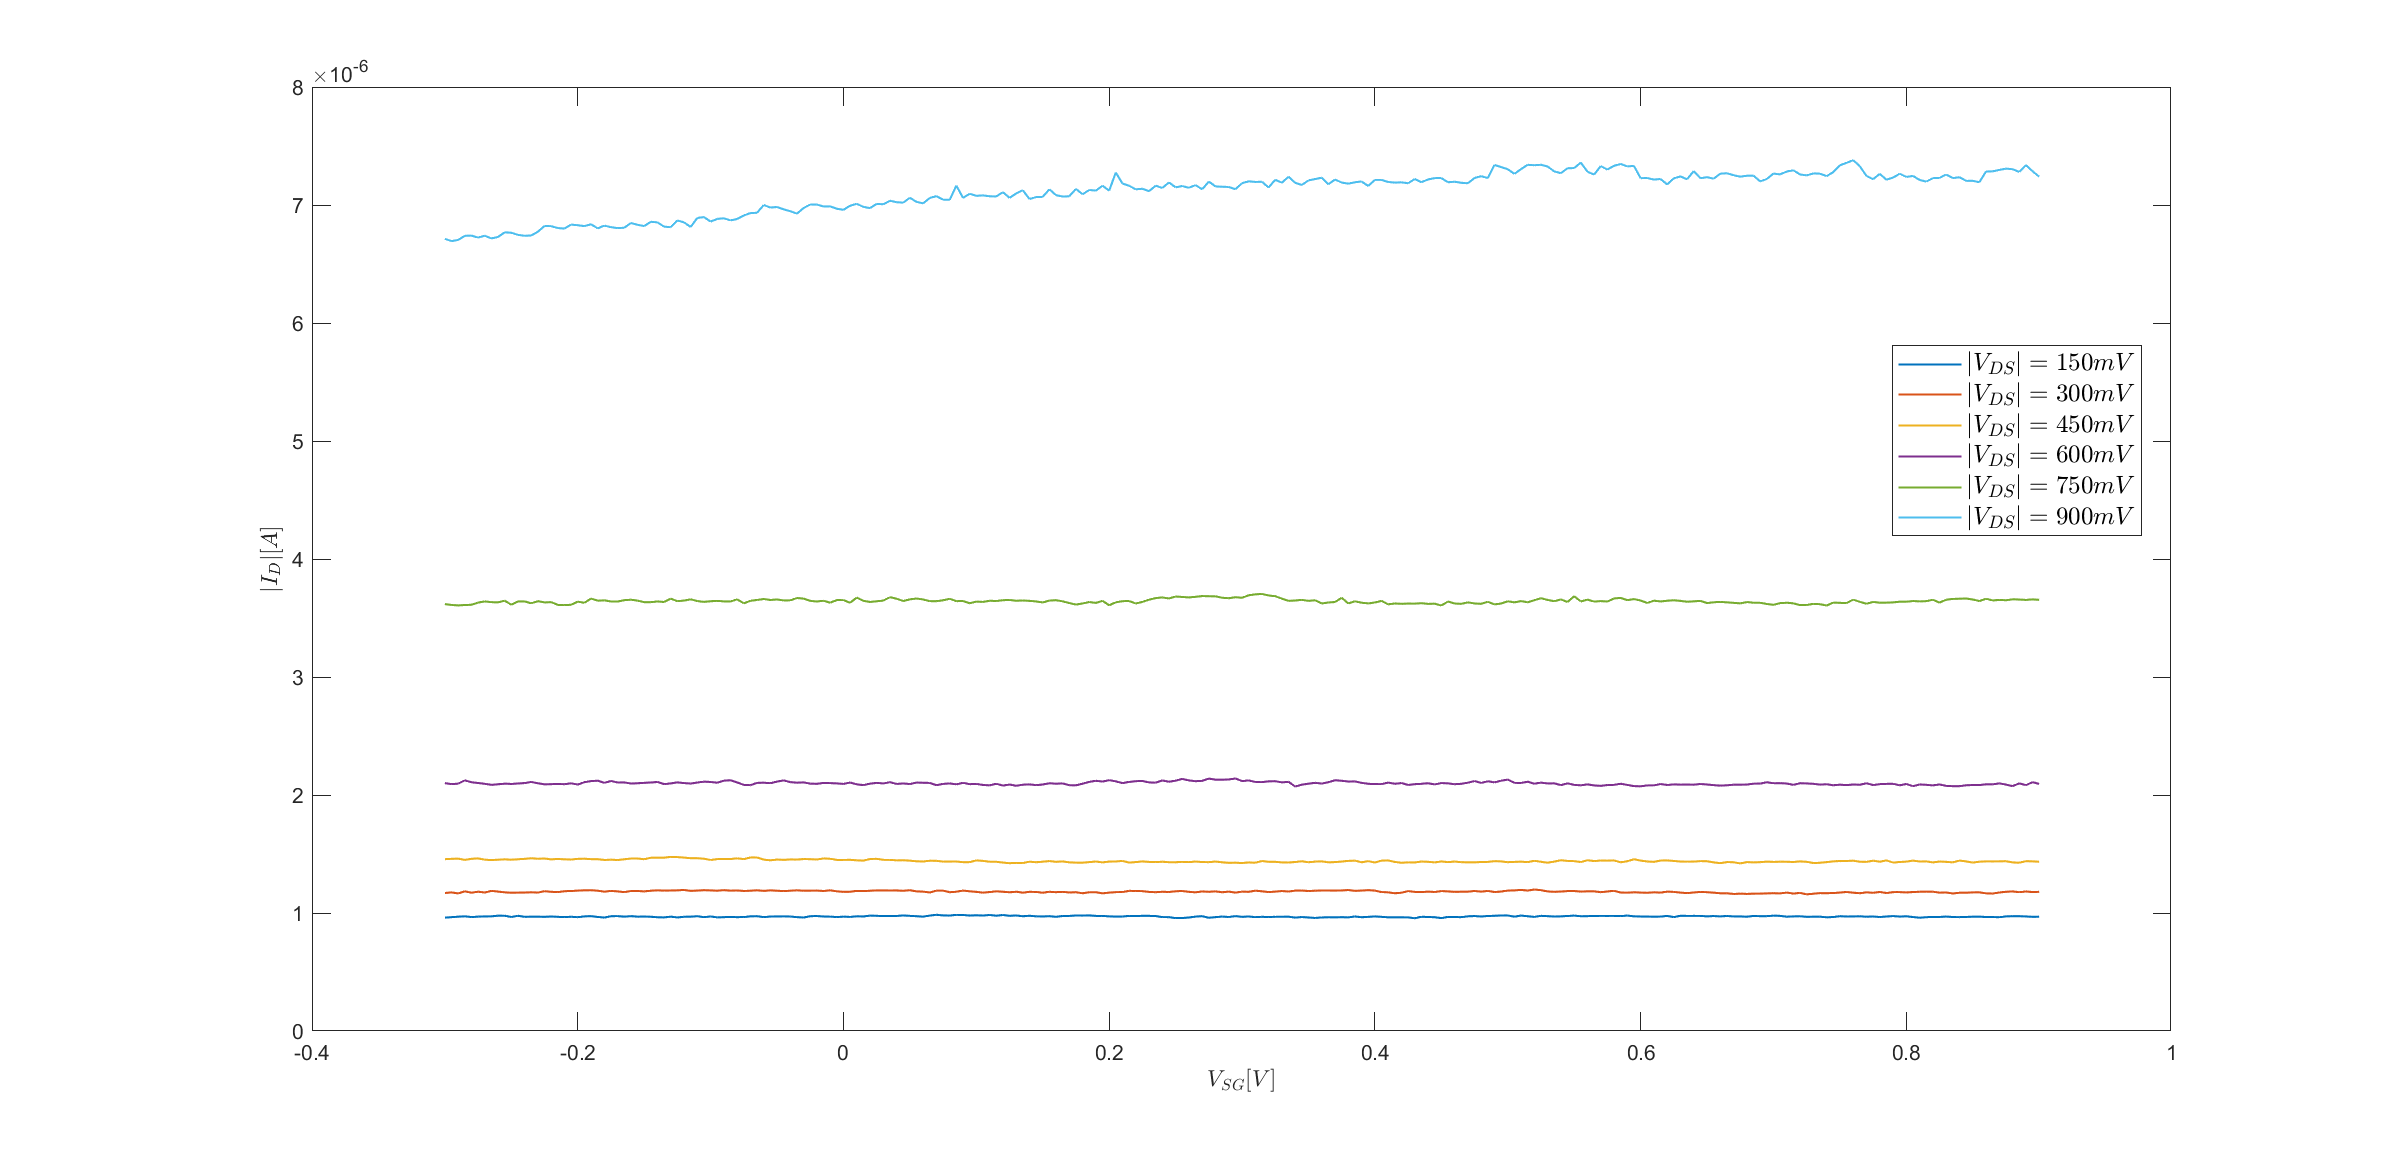 ×10⁻⁶
8
7
6
5
4
3
2
1
0
|I_D|[A]
-0.4 -0.2 0 0.2 0.4 0.6 0.8 1
V_SG[V]
|V_DS| = 150mV
|V_DS| = 300mV
|V_DS| = 450mV
|V_DS| = 600mV
|V_DS| = 750mV
|V_DS| = 900mV